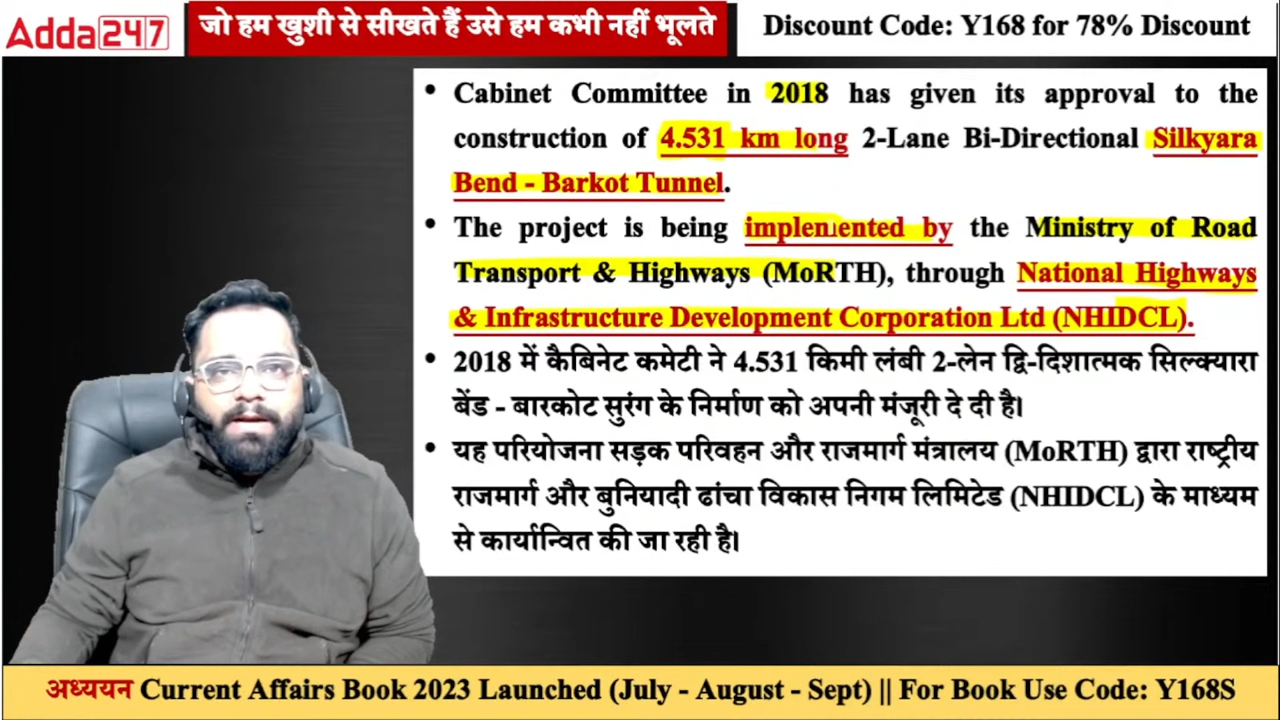 Adda247
जो हम खुशी से सीखते हैं उसे हम कभी नहीं भूलते
Discount Code: Y168 for 78% Discount
• Cabinet Committee in 2018 has given its approval to the
construction of 4.531 km long 2-Lane Bi-Directional Silkyara
Bend - Barkot Tunnel.
• The project is being implemented by the Ministry of Road
Transport & Highways (MoRTH), through National Highways
& Infrastructure Development Corporation Ltd (NHIDCL).
• 2018 में कैबिनेट कमेटी ने 4.531 किमी लंबी 2-लेन द्वि-दिशात्मक सिल्क्यारा
बेंड - बारकोट सुरंग के निर्माण को अपनी मंजूरी दे दी है।
• यह परियोजना सड़क परिवहन और राजमार्ग मंत्रालय (MoRTH) द्वारा राष्ट्रीय
राजमार्ग और बुनियादी ढांचा विकास निगम लिमिटेड (NHIDCL) के माध्यम
से कार्यान्वित की जा रही है।
अध्ययन Current Affairs Book 2023 Launched (July - August - Sept) || For Book Use Code: Y168S